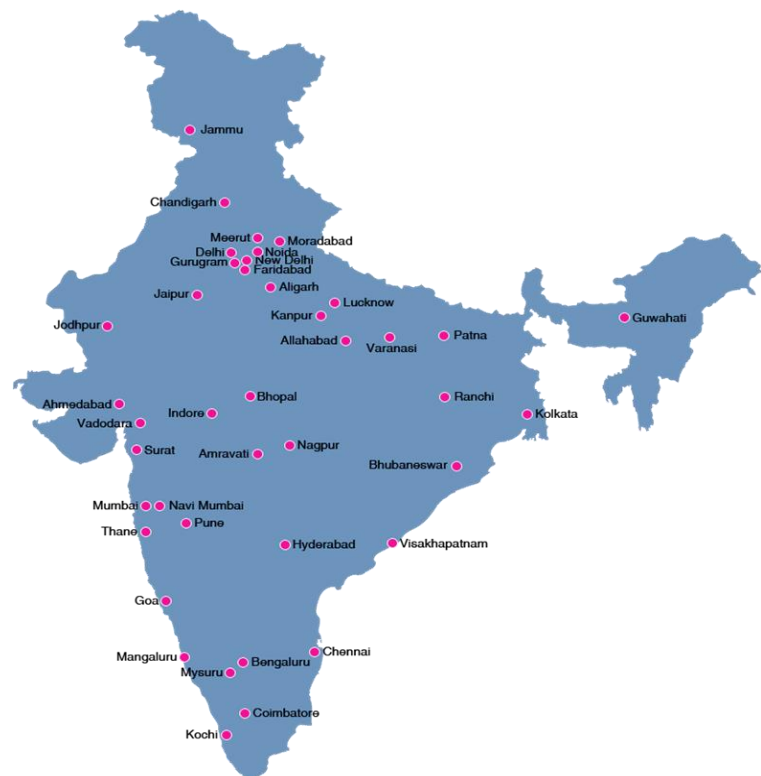 Jammu
Chandigarh
Meerut
Moradabad
Delhi
Noida
Gurugram
New Delhi
Faridabad
Aligarh
Jaipur
Lucknow
Kanpur
Guwahati
Jodhpur
Allahabad
Varanasi
Patna
Ahmedabad
Indore
Bhopal
Ranchi
Kolkata
Vadodara
Surat
Amravati
Nagpur
Bhubaneswar
Mumbai
Navi Mumbai
Pune
Thane
Hyderabad
Visakhapatnam
Goa
Mangaluru
Bengaluru
Chennai
Mysuru
Coimbatore
Kochi